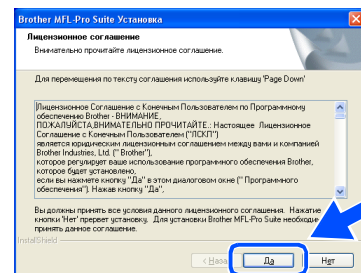 Brother MFL-Pro Suite Установка
Лицензионное соглашение
Внимательно прочитайте лицензионное соглашение.
Для перемещения по тексту соглашения используйте клавишу 'Page Down'
Лицензионное Соглашение с Конечным Пользователем по Программному
обеспечению Brother - ВНИМАНИЕ,
ПОЖАЛУЙСТА,ВНИМАТЕЛЬНО ПРОЧИТАЙТЕ.: Настоящее Лицензионное
Соглашение с Конечным Пользователем ("ЛСКП")
является юридическим лицензионным соглашением между вами и компанией
Brother Industries, Ltd. (" Brother"),
которое регулирует ваше использование программного обеспечения Brother,
которое будет установлено,
если вы нажмете кнопку "Да" в этом диалоговом окне (" Программного
обеспечения"). Нажав кнопку "Да",
Вы должны принять все условия данного лицензионного соглашения. Нажатие
кнопки 'Нет' прервет установку. Для установки Brother MFL-Pro Suite необходимо
принять данное соглашение.
InstallShield
< Назад
Да
Нет